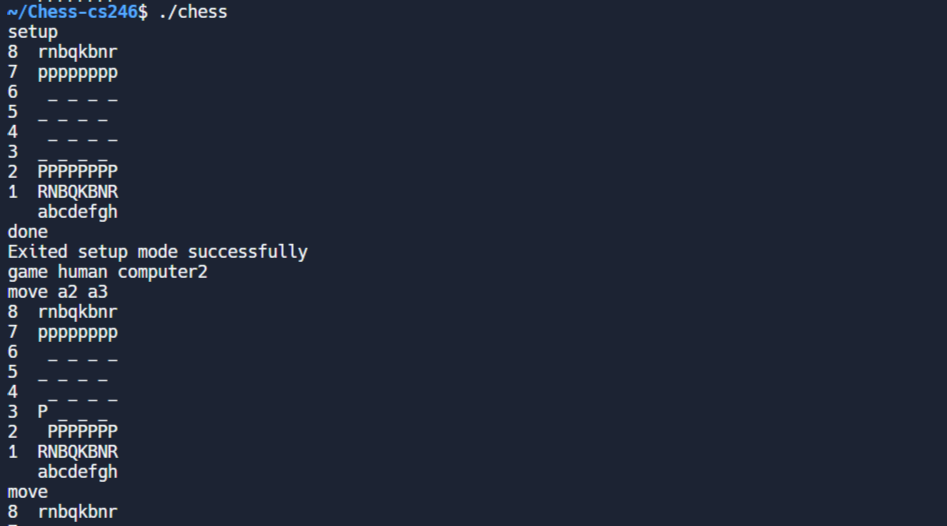 ~/Chess-cs246$ ./chess
setup
8  rnbqkbnr
7  pppppppp
6   _ _ _ _
5  _ _ _ _
4   _ _ _ _
3  _ _ _ _
2  PPPPPPPP
1  RNBQKBNR
   abcdefgh
done
Exited setup mode successfully
game human computer2
move a2 a3
8  rnbqkbnr
7  pppppppp
6   _ _ _ _
5  _ _ _ _
4   _ _ _ _
3  P _ _ _
2   PPPPPPP
1  RNBQKBNR
   abcdefgh
move
8  rnbqkbnr